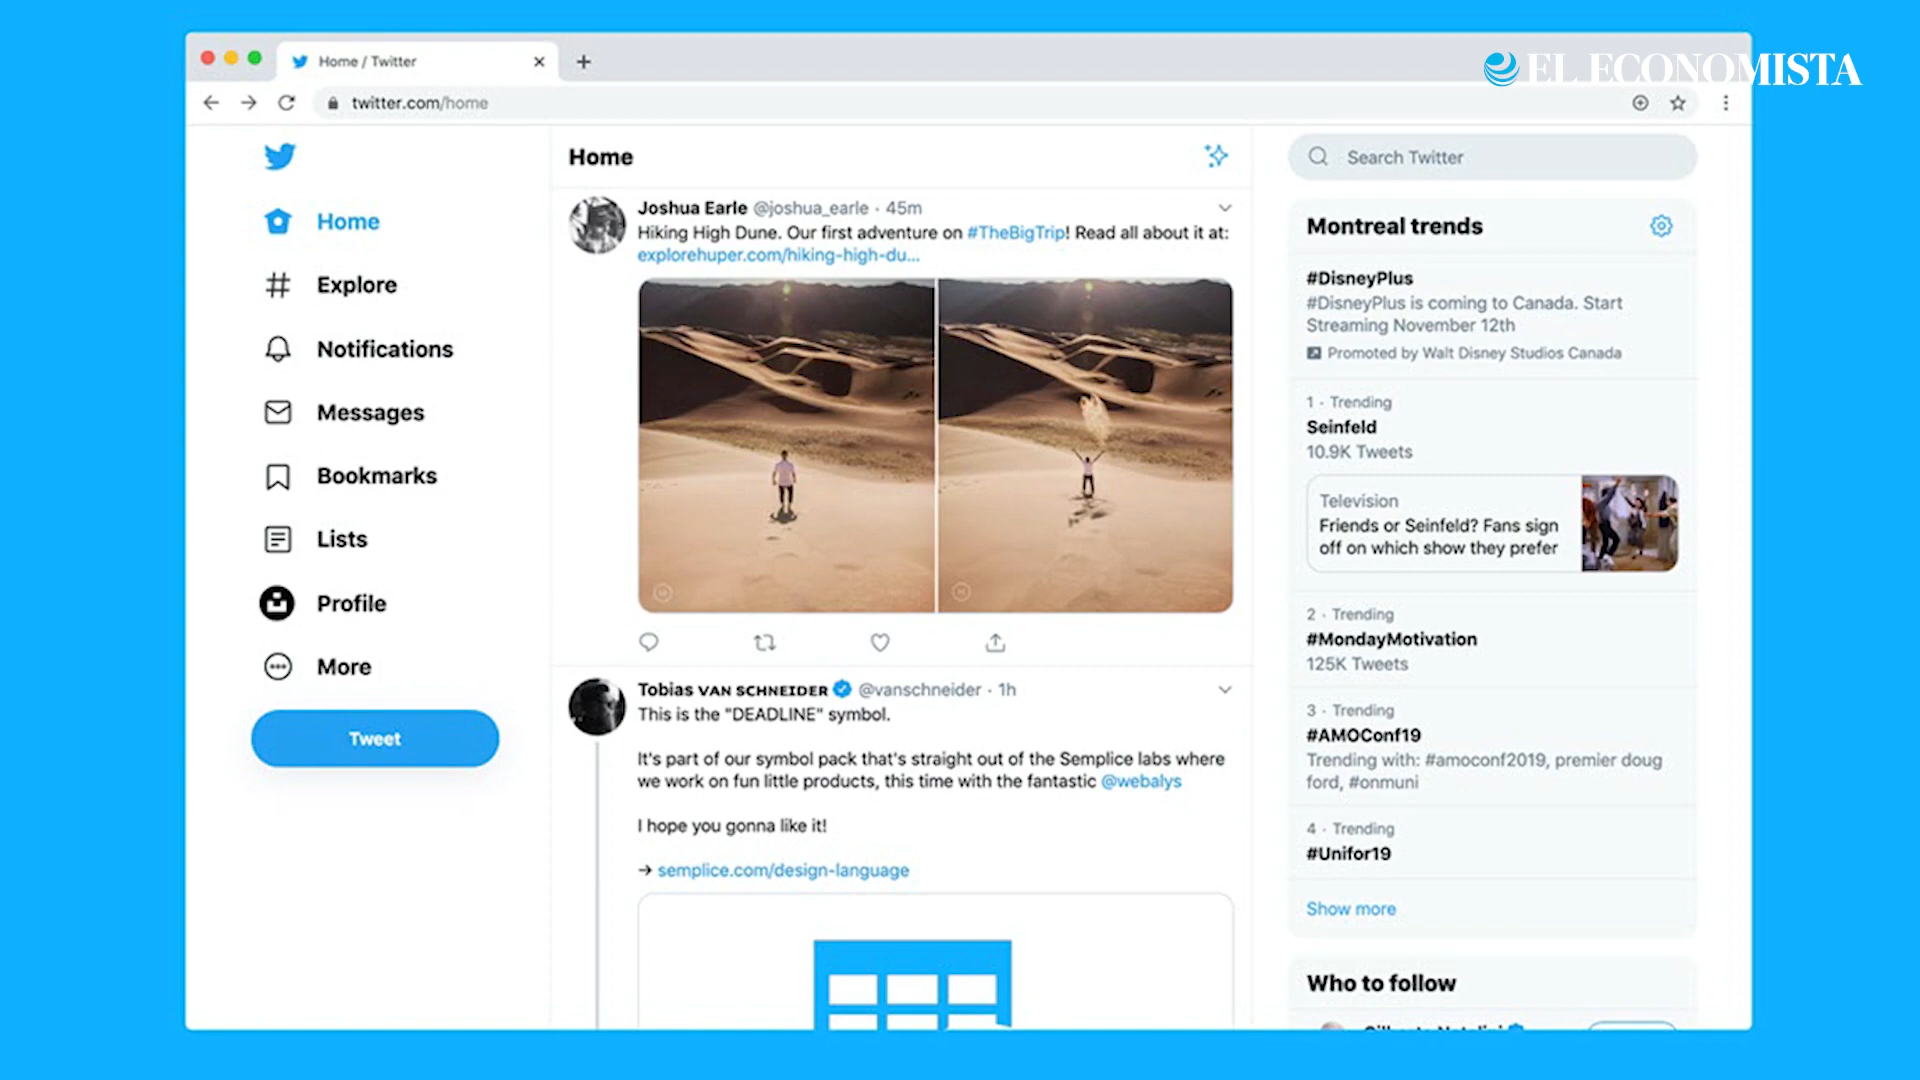 Home / Twitter
EL ECONOMISTA
twitter.com/home
Home
Explore
Notifications
Messages
Bookmarks
Lists
Profile
More
Tweet
Home
Joshua Earle @joshua_earle · 45m
Hiking High Dune. Our first adventure on #TheBigTrip! Read all about it at:
explorehuper.com/hiking-high-du...
Tobias VAN SCHNEIDER @vanschneider · 1h
This is the "DEADLINE" symbol.
It's part of our symbol pack that's straight out of the Semplice labs where
we work on fun little products, this time with the fantastic @webalys
I hope you gonna like it!
→ semplice.com/design-language
Search Twitter
Montreal trends
#DisneyPlus
#DisneyPlus is coming to Canada. Start
Streaming November 12th
Promoted by Walt Disney Studios Canada
1 · Trending
Seinfeld
10.9K Tweets
Television
Friends or Seinfeld? Fans sign
off on which show they prefer
2 · Trending
#MondayMotivation
125K Tweets
3 · Trending
#AMOConf19
Trending with: #amoconf2019, premier doug
ford, #onmuni
4 · Trending
#Unifor19
Show more
Who to follow